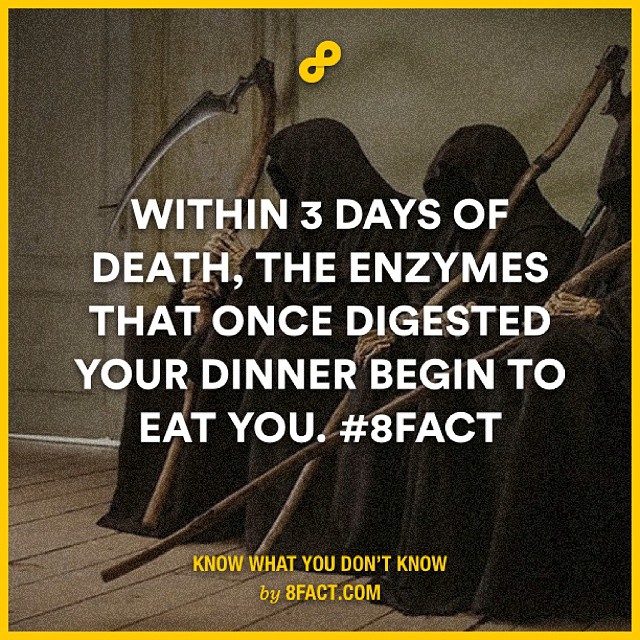 WITHIN 3 DAYS OF
DEATH, THE ENZYMES
THAT ONCE DIGESTED
YOUR DINNER BEGIN TO
EAT YOU. #8FACT
KNOW WHAT YOU DON'T KNOW
by 8FACT.COM